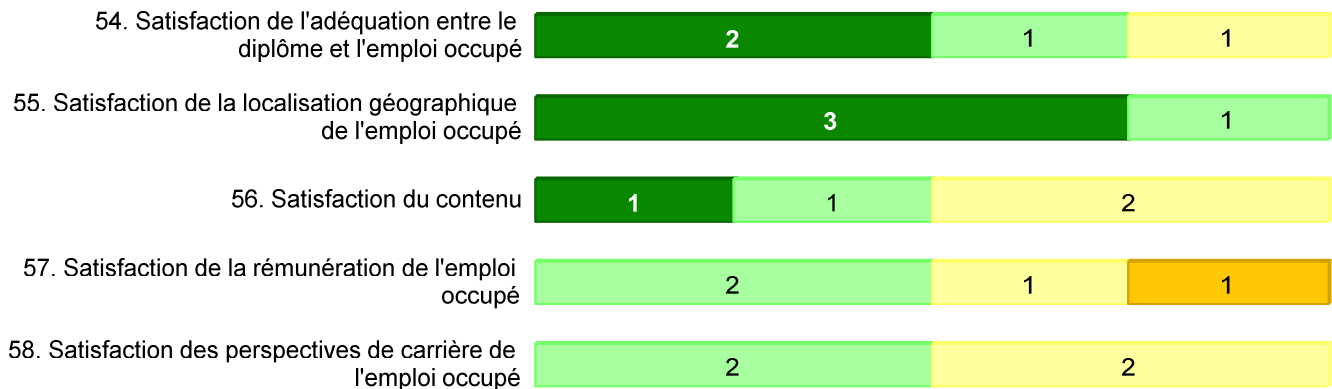 54. Satisfaction de l'adéquation entre le
diplôme et l'emploi occupé
2 1 1
55. Satisfaction de la localisation géographique
de l'emploi occupé
3 1
56. Satisfaction du contenu
1 1 2
57. Satisfaction de la rémunération de l'emploi
occupé
2 1 1
58. Satisfaction des perspectives de carrière de
l'emploi occupé
2 2